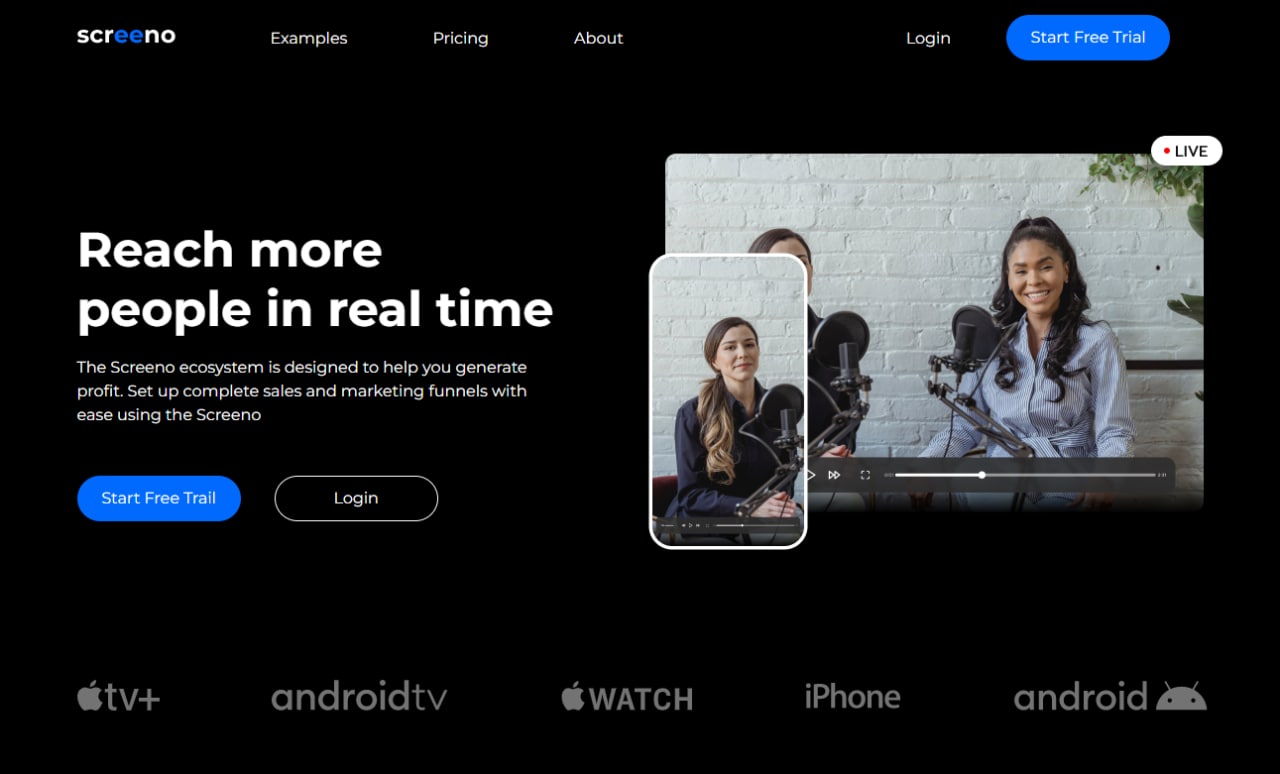 screeno
Examples
Pricing
About
Login
Start Free Trial
LIVE
Reach more
people in real time
The Screeno ecosystem is designed to help you generate
profit. Set up complete sales and marketing funnels with
ease using the Screeno
Start Free Trail
Login
tv+
androidtv
WATCH
iPhone
android